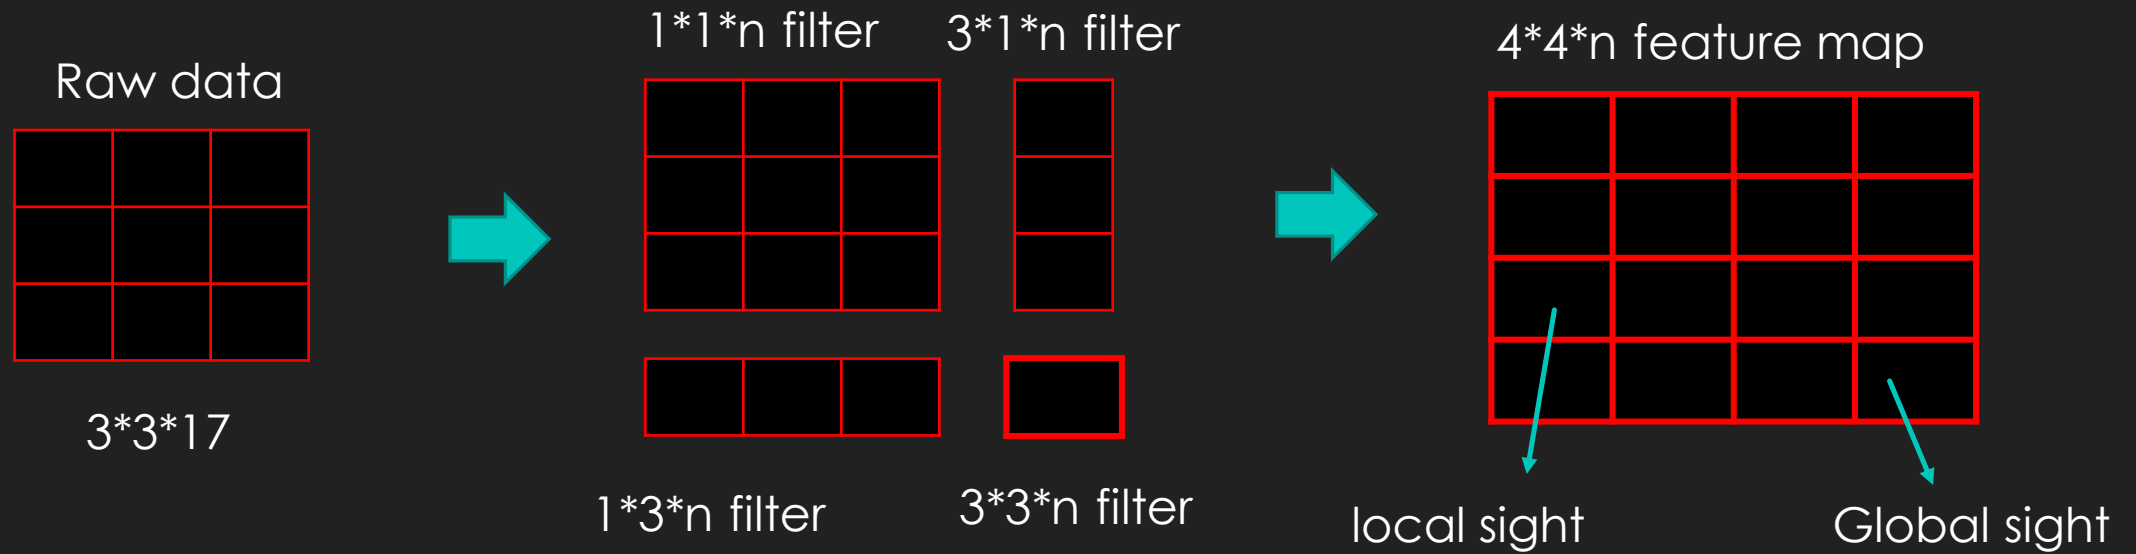 Raw data
3*3*17
1*1*n filter
3*1*n filter
1*3*n filter
3*3*n filter
4*4*n feature map
local sight
Global sight